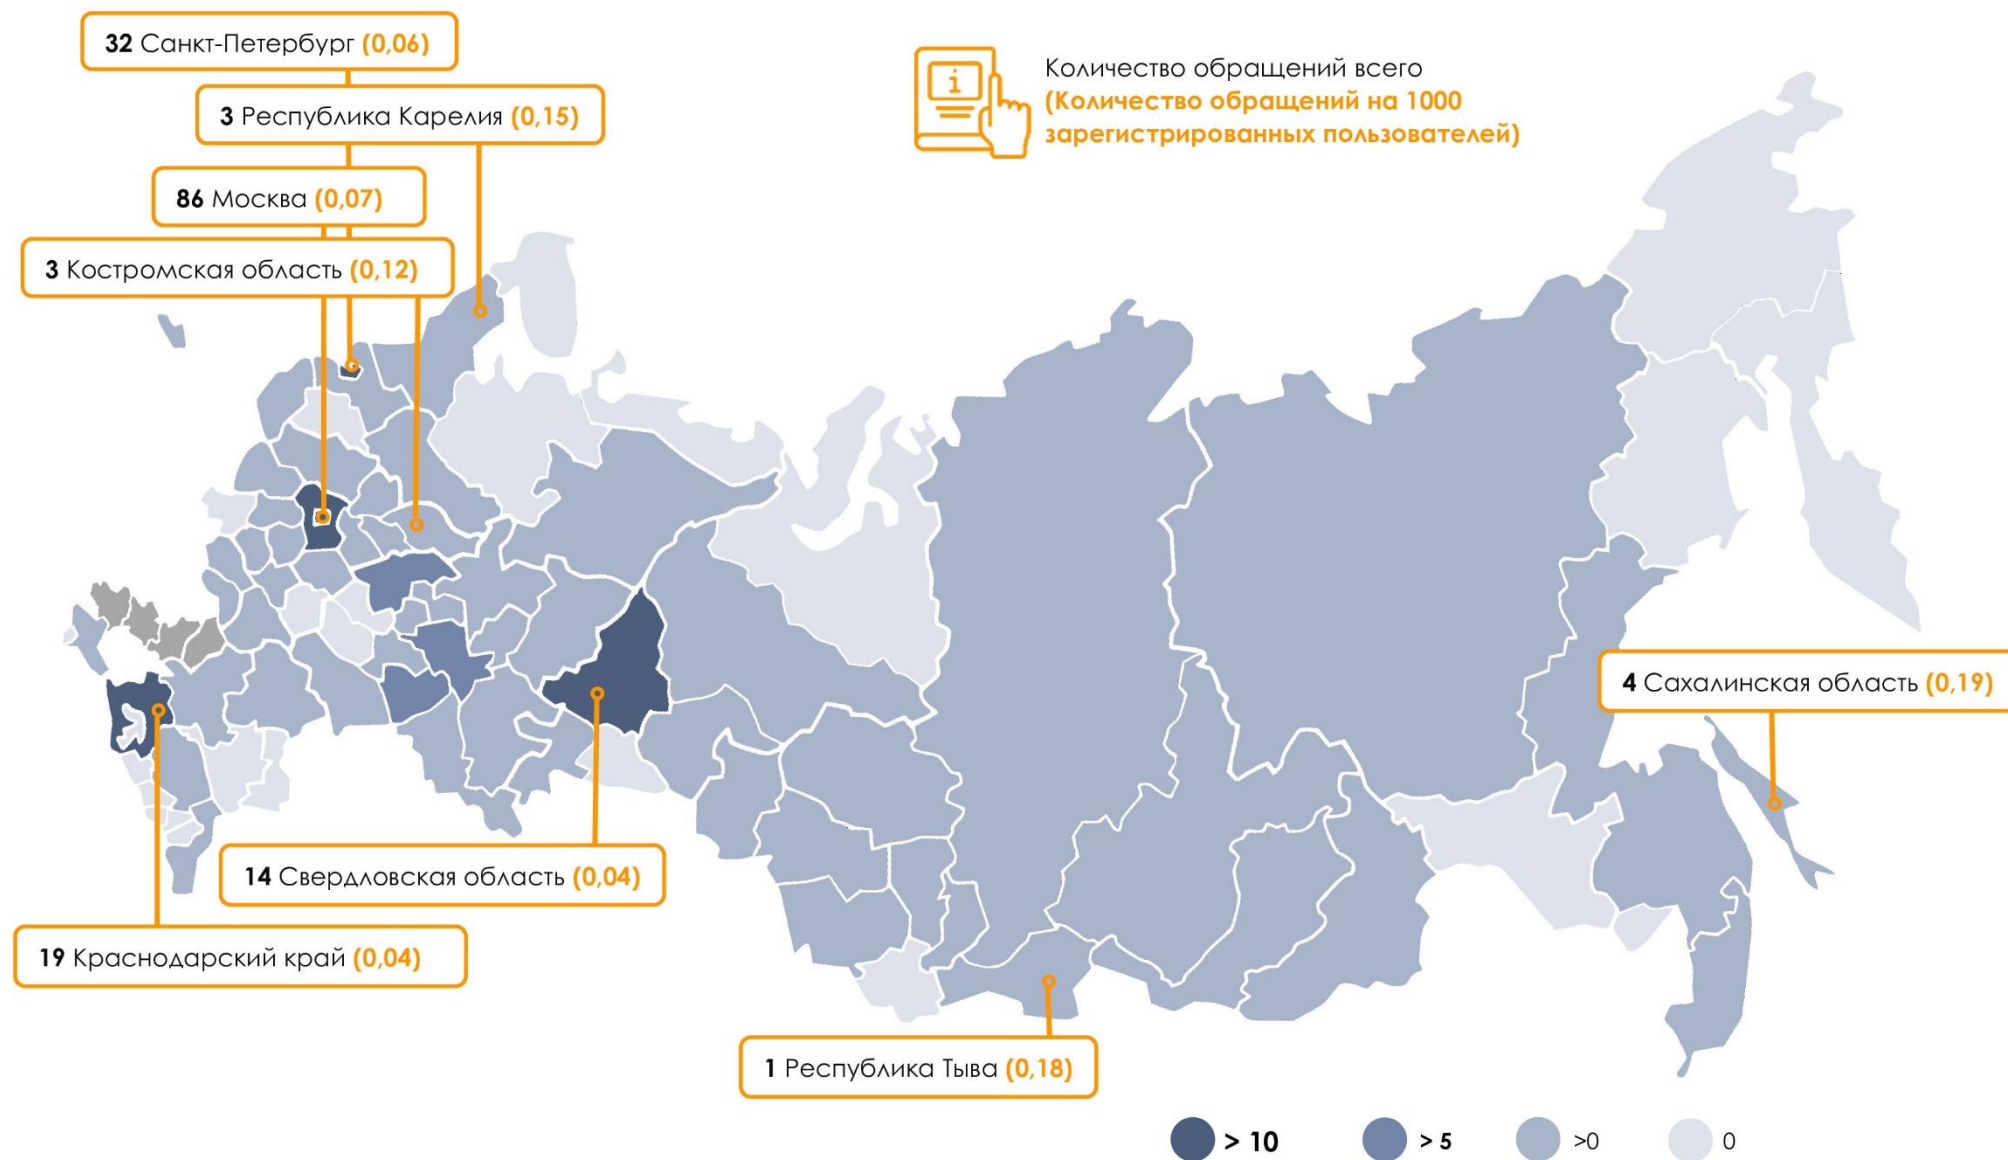 32 Санкт-Петербург (0,06)
3 Республика Карелия (0,15)
86 Москва (0,07)
3 Костромская область (0,12)
Количество обращений всего
(Количество обращений на 1000
зарегистрированных пользователей)
4 Сахалинская область (0,19)
14 Свердловская область (0,04)
19 Краснодарский край (0,04)
1 Республика Тыва (0,18)
> 10
> 5
>0
0